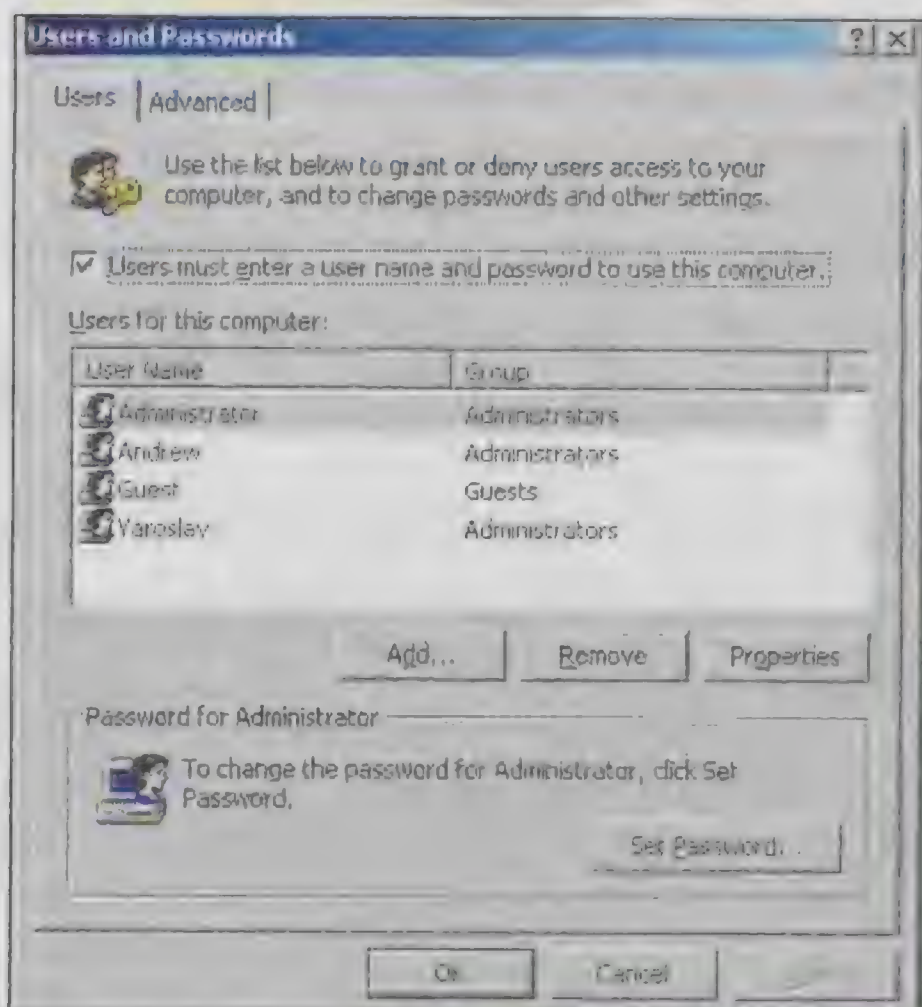 Users and Passwords
Users Advanced
Use the list below to grant or deny users access to your
computer, and to change passwords and other settings.
Users must enter a user name and password to use this computer.
Users for this computer:
User Name Group
Administrator Administrators
Andrew Administrators
Guest Guests
Yaroslav Administrators
Add... Remove Properties
Password for Administrator
To change the password for Administrator, click Set
Password.
Set Password...
OK Cancel